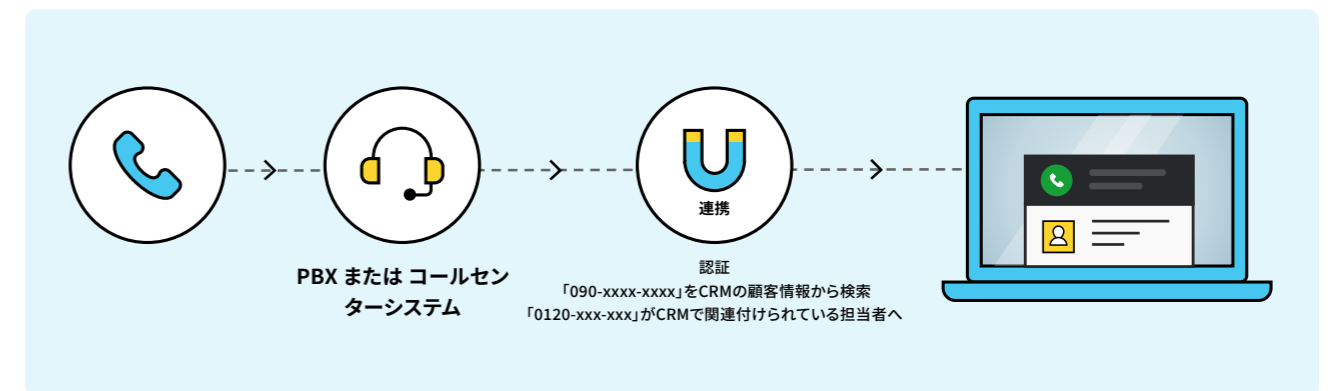 連携
PBX または コールセン
ターシステム
認証
「090-xxxx-xxxx」をCRMの顧客情報から検索
「0120-xxx-xxx」がCRMで関連付けられている担当者へ